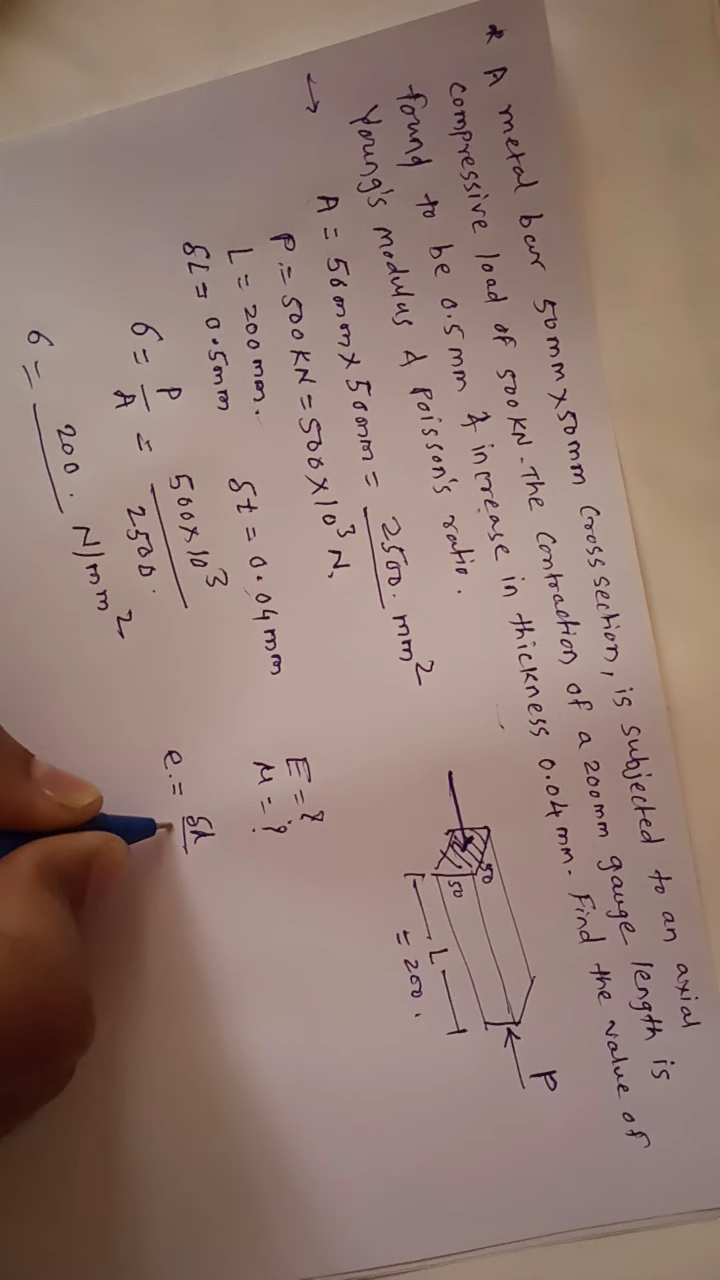 * A metal bar 50mm x 50mm Cross section, is subjected to an axial
compressive load of 500 KN. The Contraction of a 200mm gauge length is
found to be 0.5mm & increase in thickness 0.04 mm. Find the value of
Young's modulus & poisson's ratio.
→ A = 50mm x 50mm = 2500. mm²
P = 500 KN = 500 x 10³ N,
L = 200 mm. δt = 0.04mm
δL = 0.5mm
E = ?
μ = ?
σ = P/A = 500 x 10³/2500.
σ = 200. N/mm²,
e. = δl
50
50
L
= 200.
P